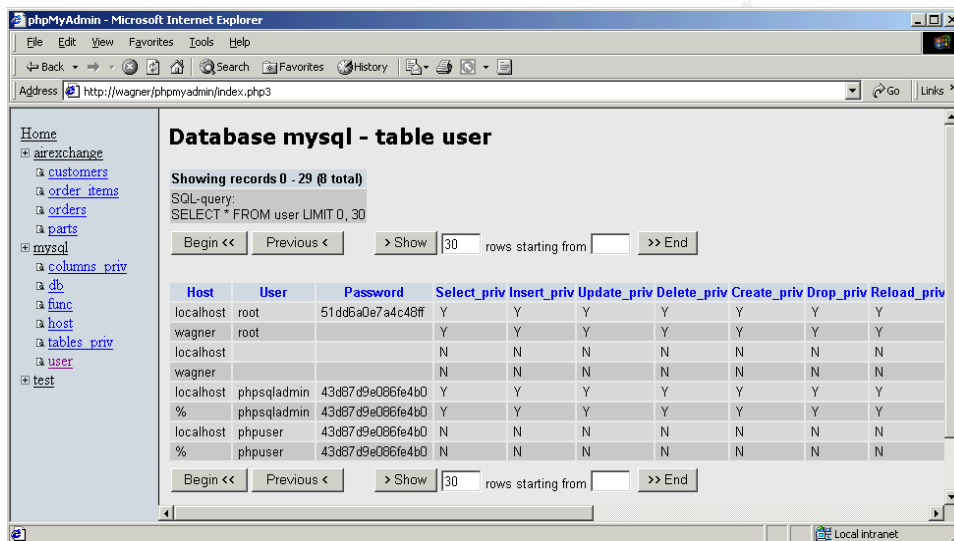 phpMyAdmin - Microsoft Internet Explorer
File Edit View Favorites Tools Help
Back Search Favorites History
Address http://wagner/phpmyadmin/index.php3 Go Links
Home
airexchange
customers
order_items
orders
parts
mysql
columns_priv
db
func
host
tables_priv
user
test
Database mysql - table user
Showing records 0 - 29 (8 total)
SQL-query:
SELECT * FROM user LIMIT 0, 30
Begin << Previous < > Show 30 rows starting from >> End
Host User Password Select_priv Insert_priv Update_priv Delete_priv Create_priv Drop_priv Reload_priv
localhost root 51dd6a0e7a4c48ff Y Y Y Y Y Y Y
wagner root Y Y Y Y Y Y Y
localhost N N N N N N N
wagner N N N N N N N
localhost phpsqladmin 43d87d9e086fe4b0 Y Y Y Y Y Y Y
% phpsqladmin 43d87d9e086fe4b0 Y Y Y Y Y Y Y
localhost phpuser 43d87d9e086fe4b0 N N N N N N N
% phpuser 43d87d9e086fe4b0 N N N N N N N
Begin << Previous < > Show 30 rows starting from >> End
Local intranet